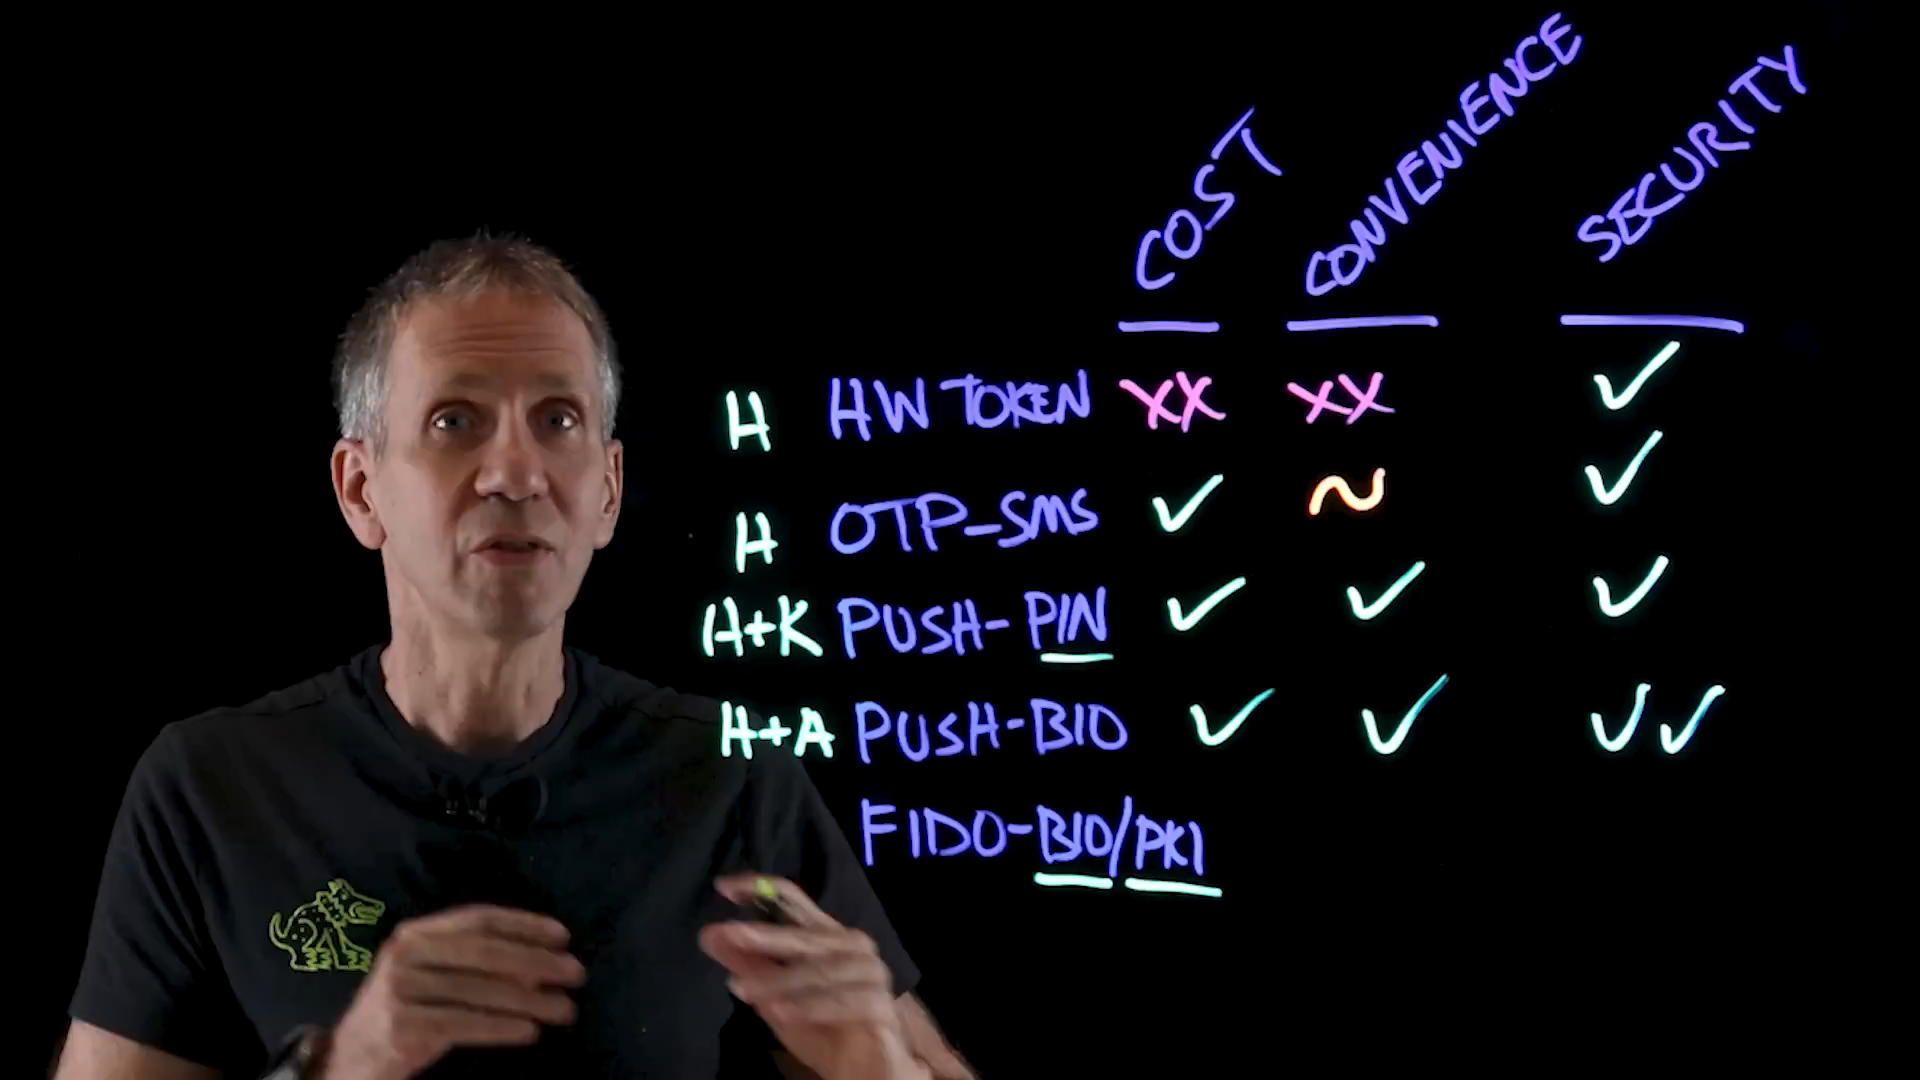 COST CONVENIENCE SECURITY
H HW TOKEN XX XX ✓
H OTP-SMS ✓ ~ ✓
H+K PUSH-PIN ✓ ✓ ✓
H+A PUSH-BIO ✓ ✓ ✓✓
FIDO-BIO/PKI